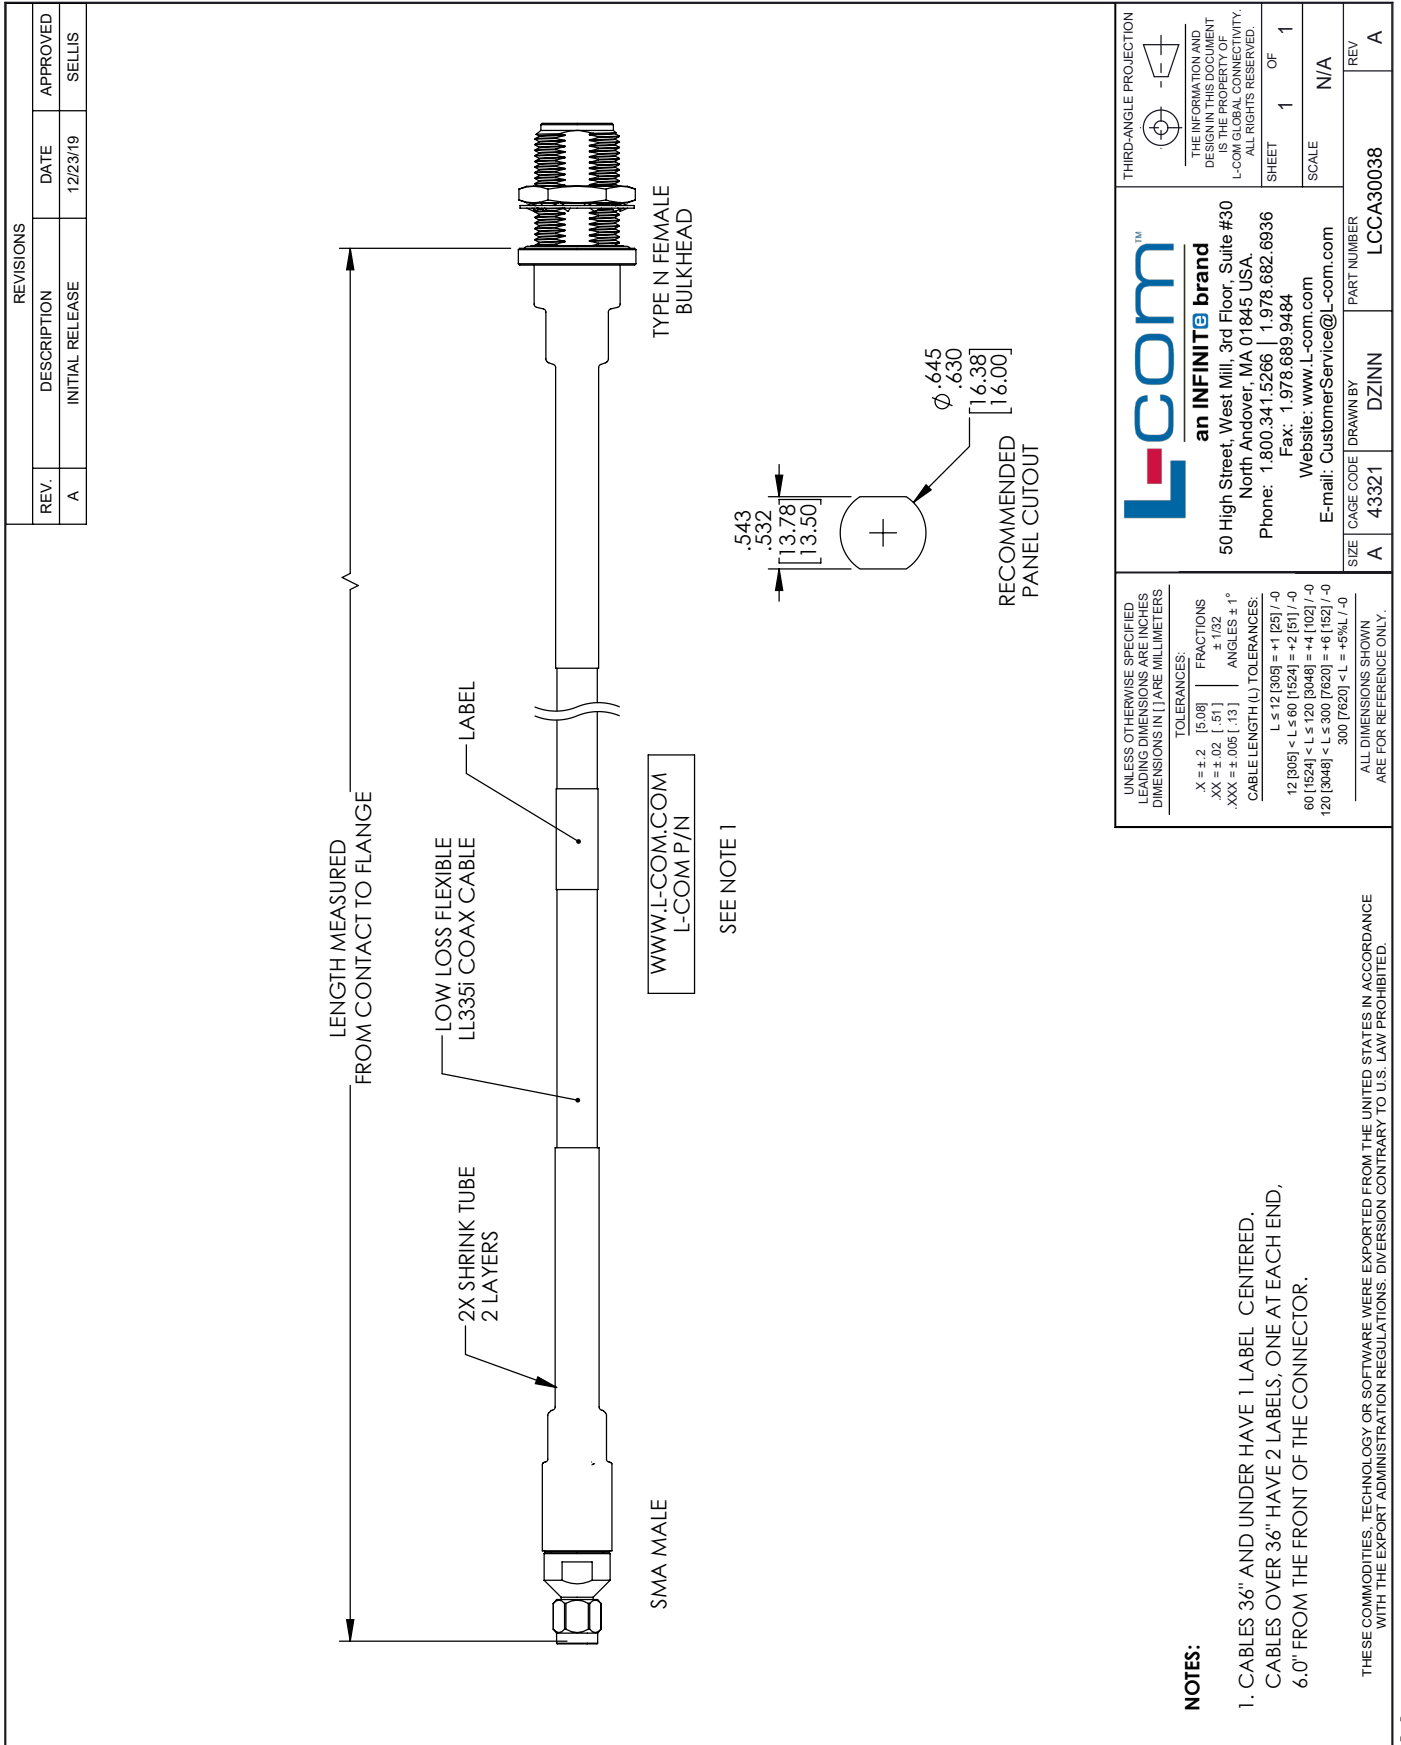 REVISIONS
REV. DESCRIPTION DATE APPROVED
A INITIAL RELEASE 12/23/19 SELLIS
LENGTH MEASURED
FROM CONTACT TO FLANGE
2X SHRINK TUBE
2 LAYERS
LOW LOSS FLEXIBLE
LL335i COAX CABLE
LABEL
SMA MALE
TYPE N FEMALE
BULKHEAD
WWW.L-COM.COM
L-COM P/N
SEE NOTE 1
.543
.532
[13.78]
[13.50]
Ø .645
.630
[16.38]
[16.00]
RECOMMENDED
PANEL CUTOUT
NOTES:
1. CABLES 36" AND UNDER HAVE 1 LABEL CENTERED.
CABLES OVER 36" HAVE 2 LABELS, ONE AT EACH END,
6.0" FROM THE FRONT OF THE CONNECTOR.
THESE COMMODITIES, TECHNOLOGY OR SOFTWARE WERE EXPORTED FROM THE UNITED STATES IN ACCORDANCE
WITH THE EXPORT ADMINISTRATION REGULATIONS. DIVERSION CONTRARY TO U.S. LAW PROHIBITED.
UNLESS OTHERWISE SPECIFIED
LEADING DIMENSIONS ARE INCHES
DIMENSIONS IN [ ] ARE MILLIMETERS
TOLERANCES:
.X = ± .2 [5.08] FRACTIONS
.XX = ± .02 [ .51 ] ± 1/32
.XXX = ± .005 [ .13 ] ANGLES ± 1°
CABLE LENGTH (L) TOLERANCES:
L ≤ 12 [305] = +1 [25] / -0
12 [305] < L ≤ 60 [1524] = +2 [51] / -0
60 [1524] < L ≤ 120 [3048] = +4 [102] / -0
120 [3048] < L ≤ 300 [7620] = +6 [152] / -0
300 [7620] < L = +5%L / -0
ALL DIMENSIONS SHOWN
ARE FOR REFERENCE ONLY.
L-com™
an INFINITe brand
50 High Street, West Mill, 3rd Floor, Suite #30
North Andover, MA 01845 USA.
Phone: 1.800.341.5266 | 1.978.682.6936
Fax: 1.978.689.9484
Website: www.L-com.com
E-mail: CustomerService@L-com.com
THIRD-ANGLE PROJECTION
THE INFORMATION AND
DESIGN IN THIS DOCUMENT
IS THE PROPERTY OF
L-COM GLOBAL CONNECTIVITY.
ALL RIGHTS RESERVED.
SHEET 1 OF 1
SCALE N/A
SIZE A
CAGE CODE 43321
DRAWN BY DZINN
PART NUMBER LCCA30038
REV A